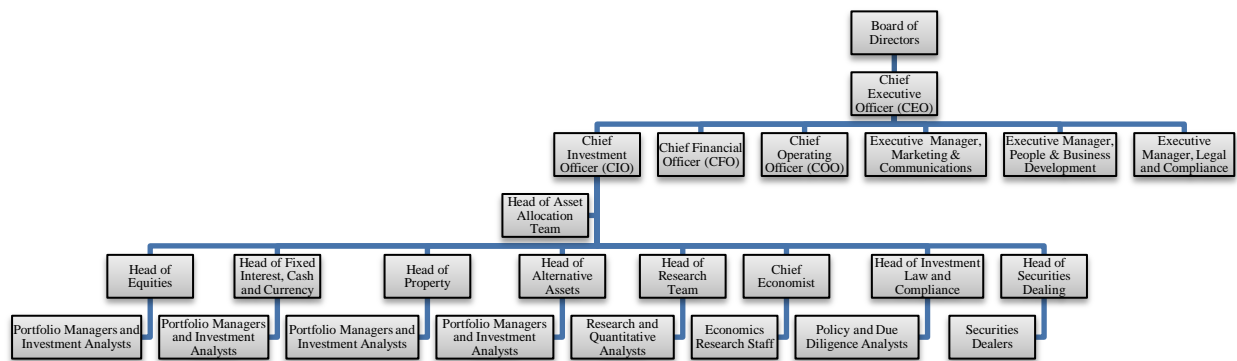 Board of
Directors
Chief
Executive
Officer (CEO)
Chief
Investment
Officer (CIO)
Chief Financial
Officer (CFO)
Chief
Operating
Officer (COO)
Executive Manager,
Marketing &
Communications
Executive Manager,
People & Business
Development
Executive
Manager, Legal
and Compliance
Head of Asset
Allocation
Team
Head of
Equities
Head of Fixed
Interest, Cash
and Currency
Head of
Property
Head of
Alternative
Assets
Head of
Research
Team
Chief
Economist
Head of Investment
Law and
Compliance
Head of
Securities
Dealing
Portfolio Managers and
Investment Analysts
Portfolio Managers
and Investment
Analysts
Portfolio Managers and
Investment Analysts
Portfolio Managers
and Investment
Analysts
Research and
Quantitative
Analysts
Economics
Research Staff
Policy and Due
Diligence Analysts
Securities
Dealers